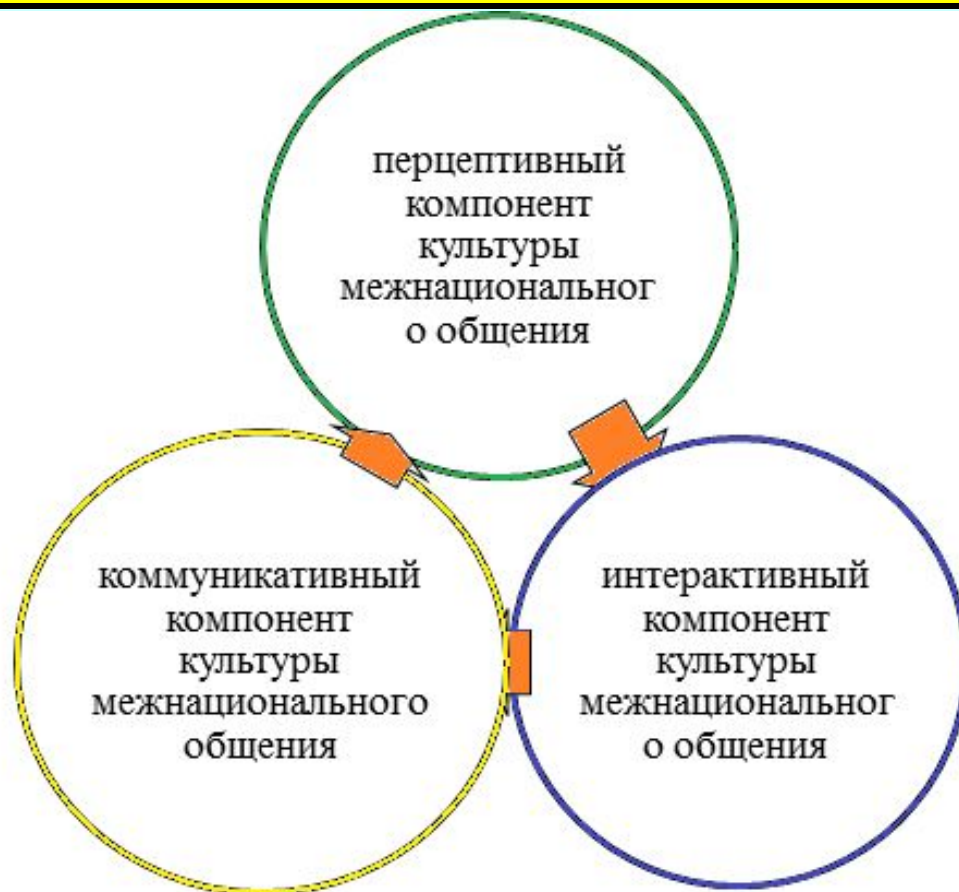 перцептивный
компонент
культуры
межнациональног
о общения
коммуникативный
компонент
культуры
межнационального
общения
интерактивный
компонент
культуры
межнациональног
о общения